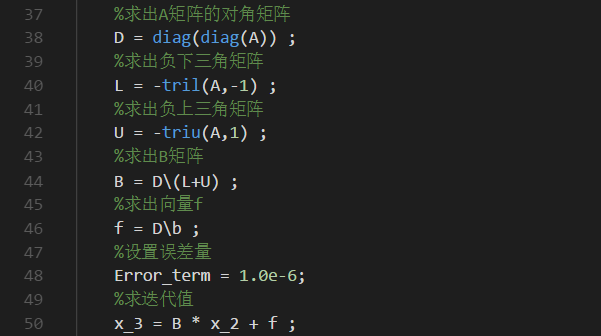 37 %求出A矩阵的对角矩阵
38 D = diag(diag(A)) ;
39 %求出负下三角矩阵
40 L = -tril(A,-1) ;
41 %求出负上三角矩阵
42 U = -triu(A,1) ;
43 %求出B矩阵
44 B = D\(L+U) ;
45 %求出向量f
46 f = D\b ;
47 %设置误差量
48 Error_term = 1.0e-6;
49 %求迭代值
50 x_3 = B * x_2 + f ;